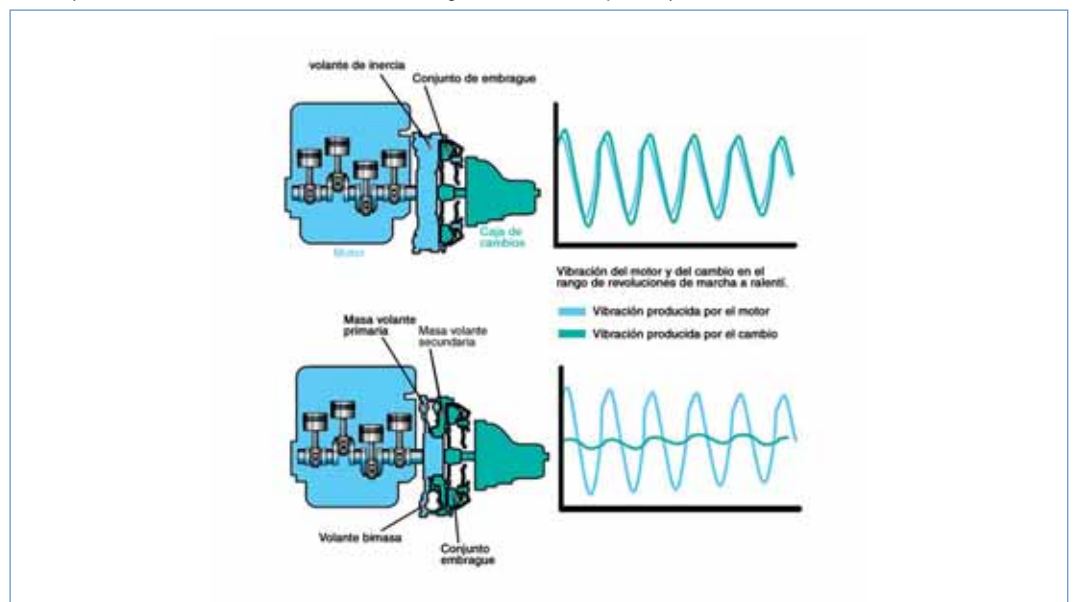 volante de inercia
Conjunto de embrague
Caja de
cambios
Motor
Vibración del motor y del cambio en el
rango de revoluciones de marcha a ralentí.
Vibración producida por el motor
Vibración producida por el cambio
Masa volante
primaria
Masa volante
secundaria
Volante bimasa
Conjunto
embrague